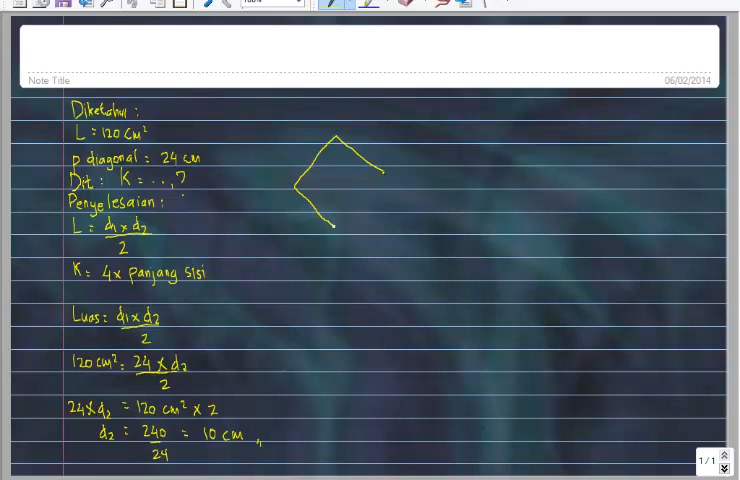 Note Title
06/02/2014
Diketahui :
L = 120 cm²
p diagonal = 24 cm
Dit : K = ..,?
Penyelesaian :
L = d1 x d2
2
K = 4x Panjang sisi
Luas = d1 x d2
2
120 cm² = 24 x d2
2
24 x d2 = 120 cm² x 2
d2 = 240 = 10 cm
24
1 / 1